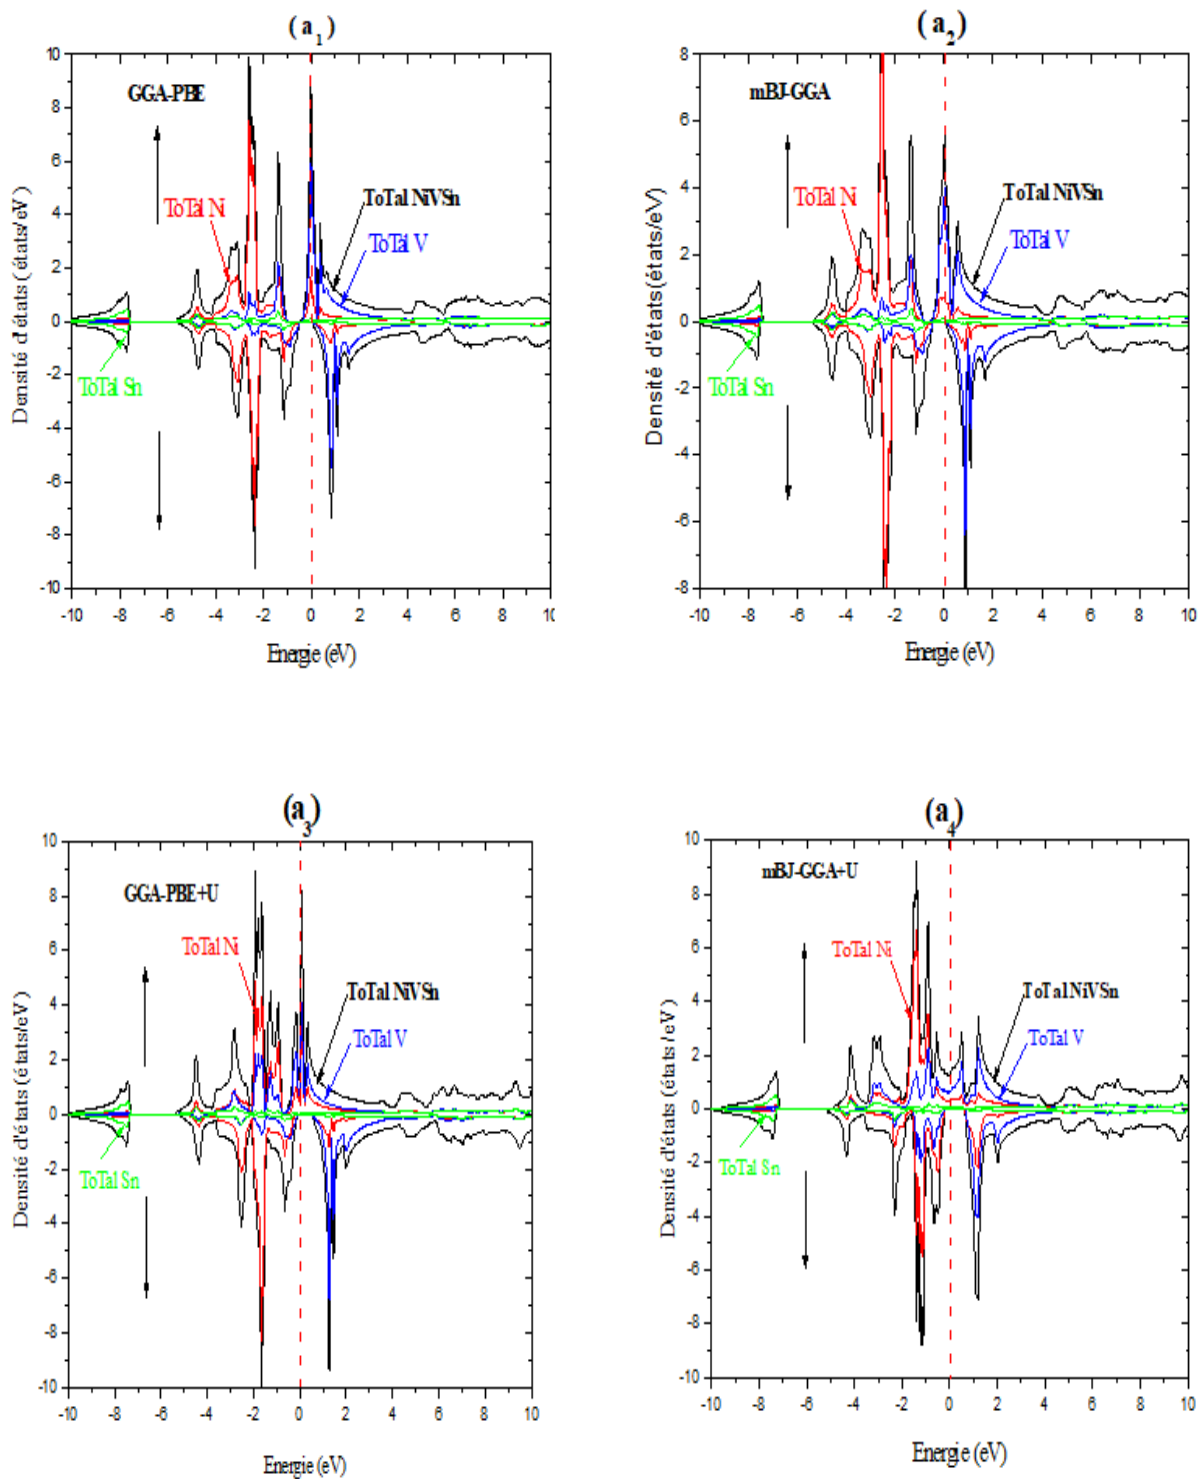 ( a1 )
GGA-PBE
ToTal Ni
ToTal NiVSn
ToTal V
ToTal Sn
Densité d'états ( états/eV )
10
8
6
4
2
0
-2
-4
-6
-8
-10
-10 -8 -6 -4 -2 0 2 4 6 8 10
Energie (eV)
( a2 )
mBJ-GGA
ToTal Ni
ToTal NiVSn
ToTal V
ToTal Sn
Densité d'états (états/eV)
8
6
4
2
0
-2
-4
-6
-8
-10 -8 -6 -4 -2 0 2 4 6 8 10
Energie (eV)
(a3)
GGA-PBE+U
ToTal Ni
ToTal NiVSn
ToTal V
ToTal Sn
Densité d'états ( états/eV )
10
8
6
4
2
0
-2
-4
-6
-8
-10
-10 -8 -6 -4 -2 0 2 4 6 8 10
Energie (eV)
(a4)
mBJ-GGA+U
ToTal Ni
ToTal NiVSn
ToTal V
ToTal Sn
Densité d'états ( états /eV )
10
8
6
4
2
0
-2
-4
-6
-8
-10
-10 -8 -6 -4 -2 0 2 4 6 8 10
Energie (eV)